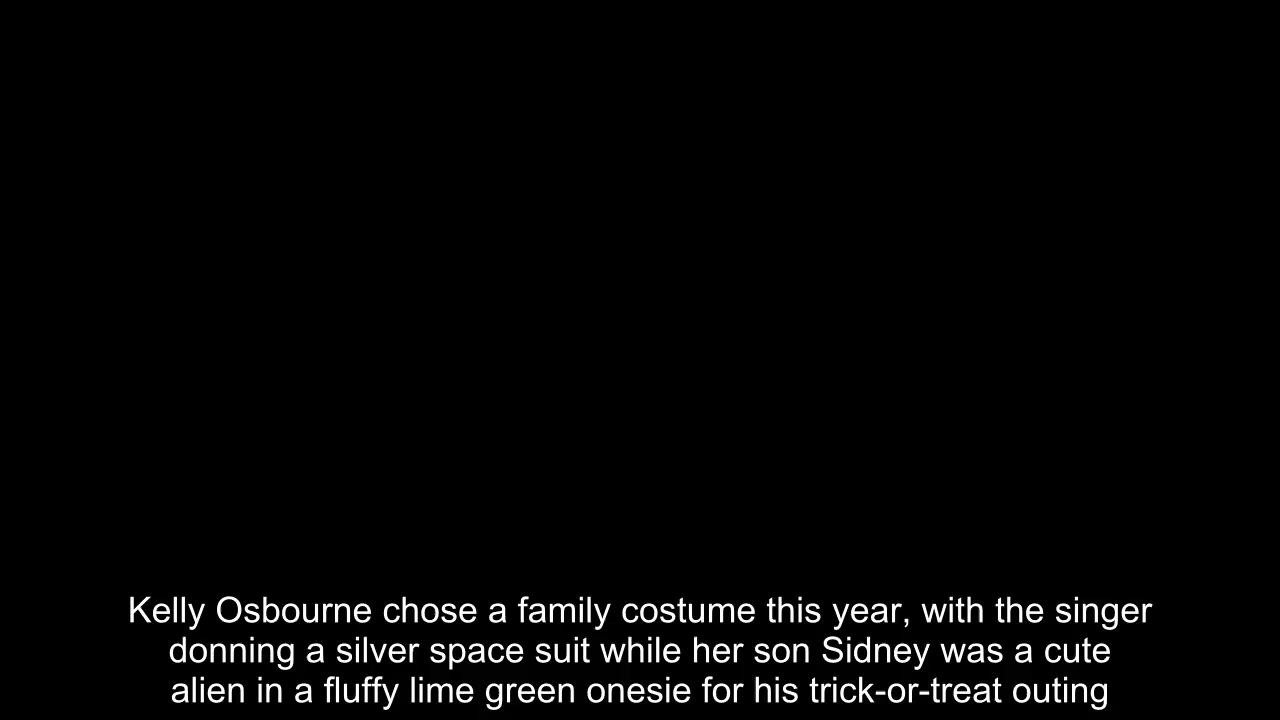 Kelly Osbourne chose a family costume this year, with the singer
donning a silver space suit while her son Sidney was a cute
alien in a fluffy lime green onesie for his trick-or-treat outing